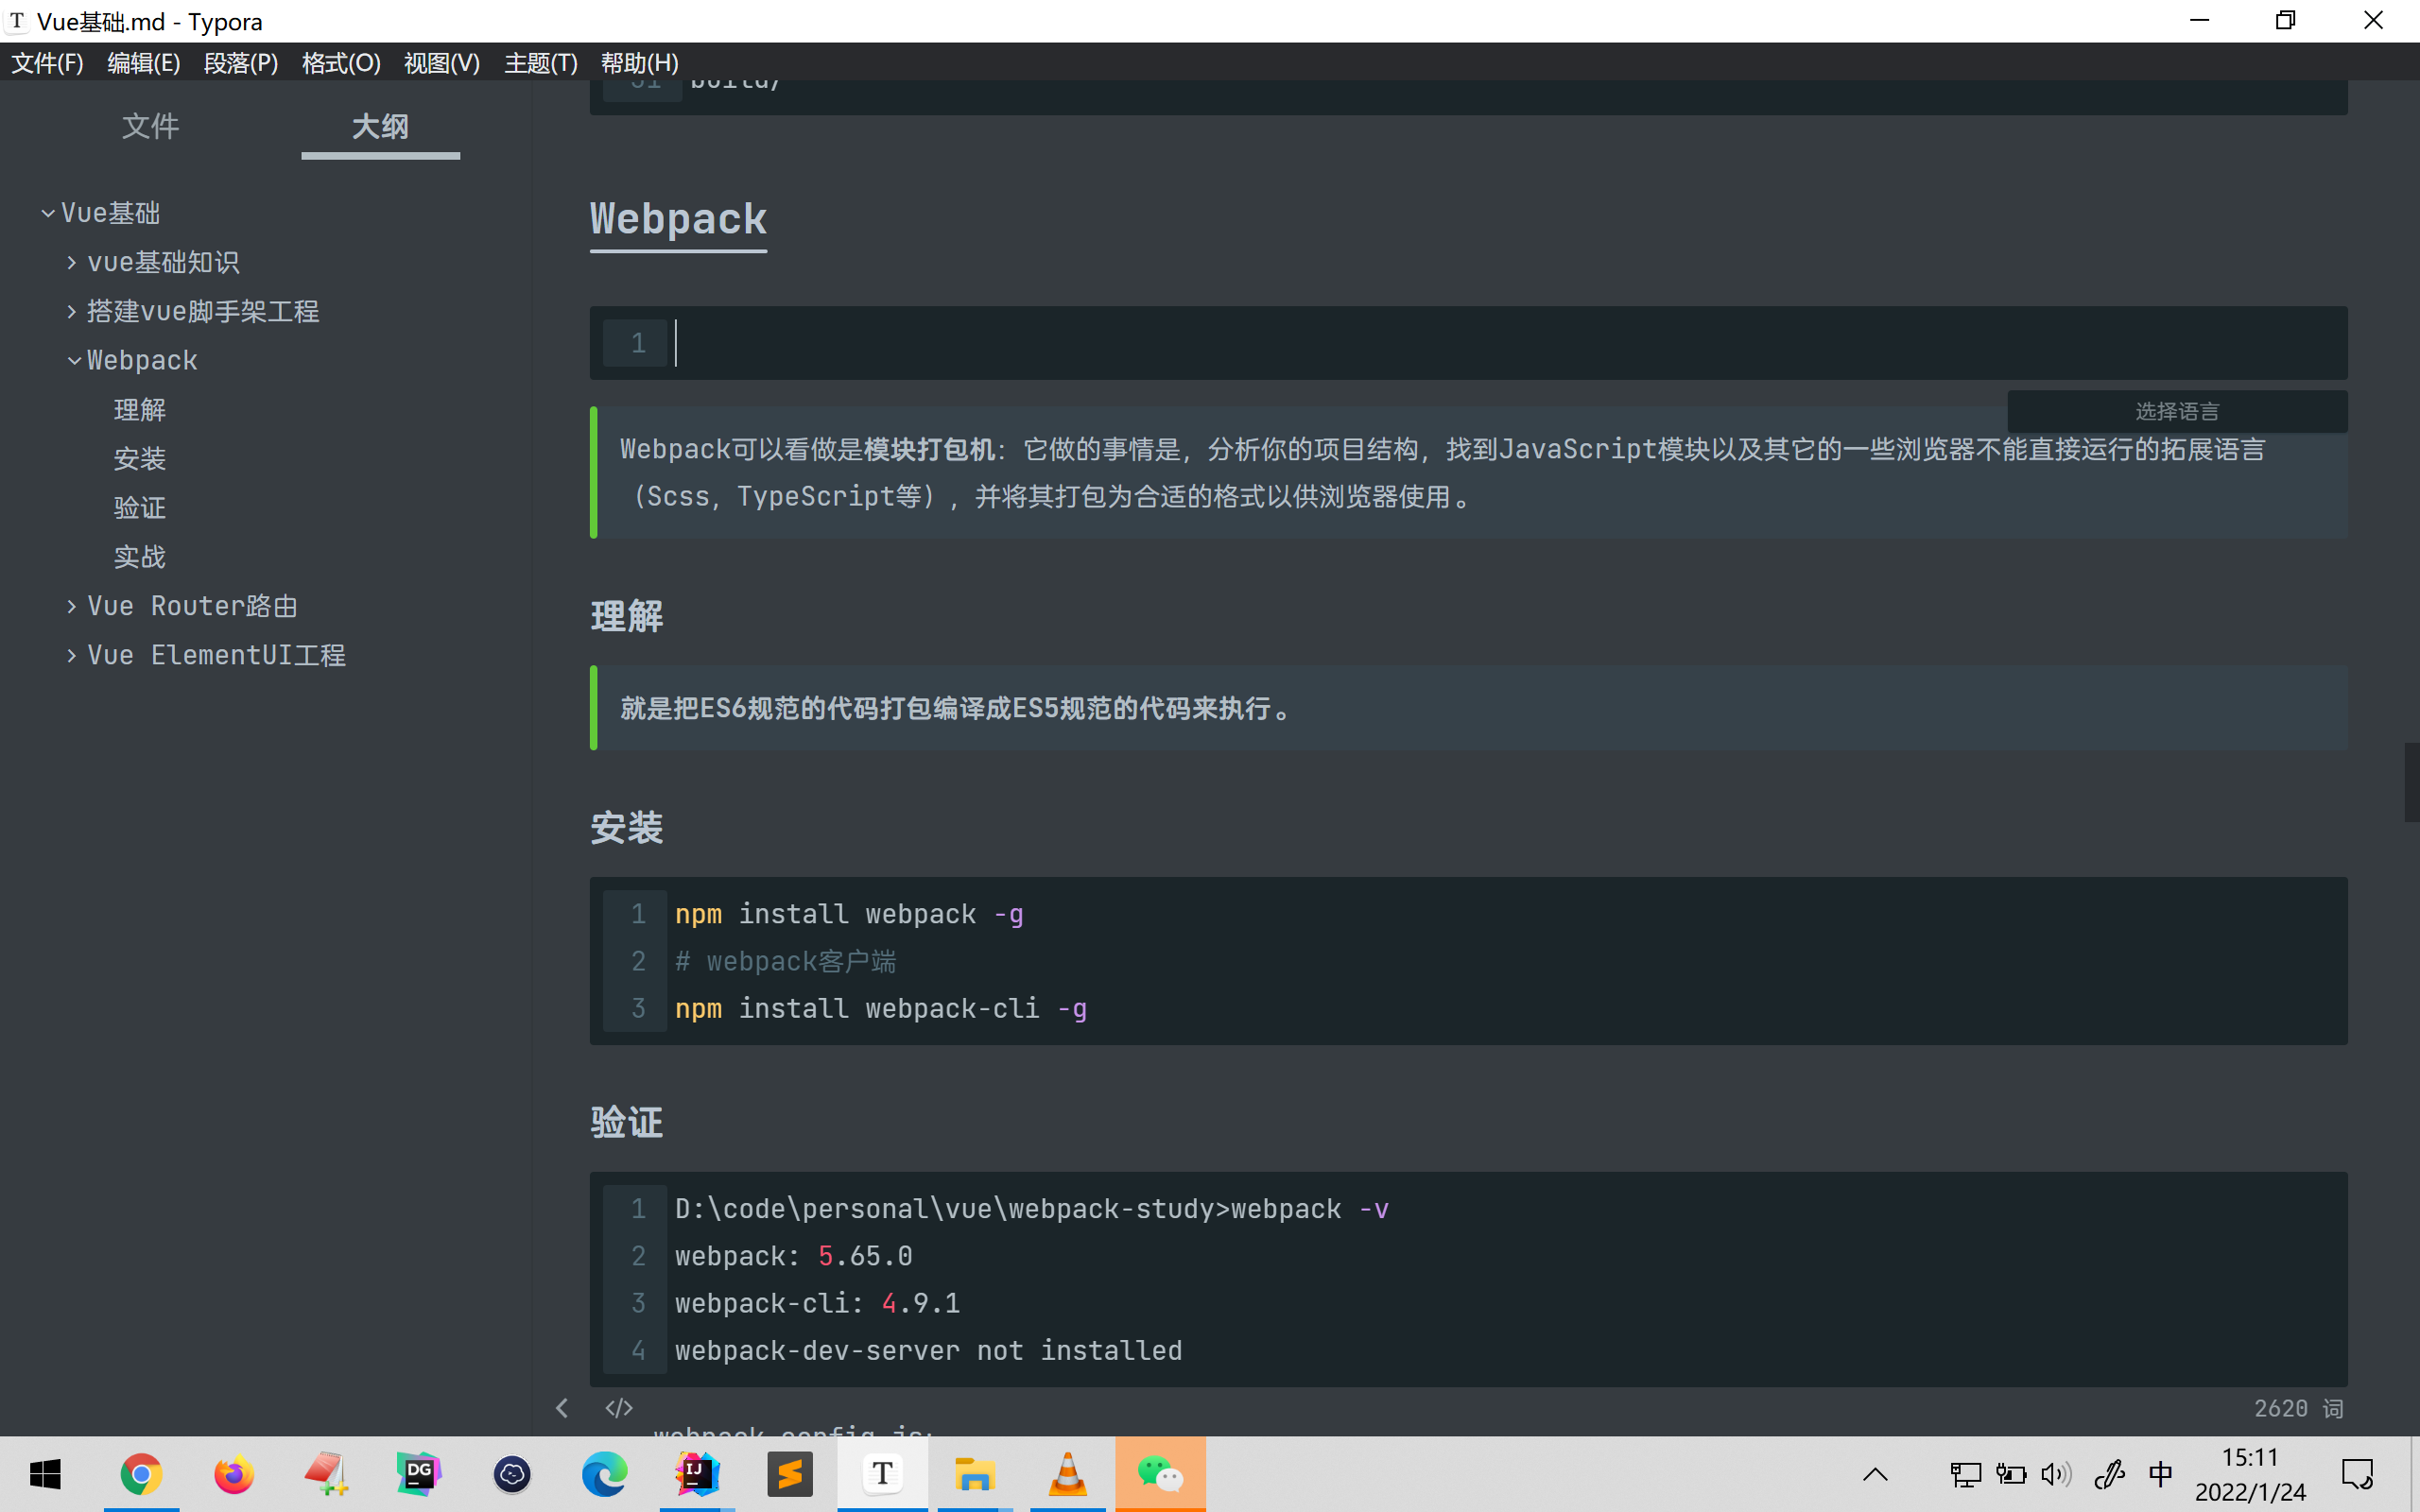 Vue基础.md - Typora
文件(F) 编辑(E) 段落(P) 格式(O) 视图(V) 主题(T) 帮助(H)
文件 大纲
Vue基础
vue基础知识
搭建vue脚手架工程
Webpack
理解
安装
验证
实战
Vue Router路由
Vue ElementUI工程
31 build/
Webpack
1
选择语言
Webpack可以看做是模块打包机：它做的事情是，分析你的项目结构，找到JavaScript模块以及其它的一些浏览器不能直接运行的拓展语言
（Scss，TypeScript等），并将其打包为合适的格式以供浏览器使用。
理解
就是把ES6规范的代码打包编译成ES5规范的代码来执行。
安装
1 npm install webpack -g
2 # webpack客户端
3 npm install webpack-cli -g
验证
1 D:\code\personal\vue\webpack-study>webpack -v
2 webpack: 5.65.0
3 webpack-cli: 4.9.1
4 webpack-dev-server not installed
</> 2620 词
webpack.config.js:
中 15:11
2022/1/24